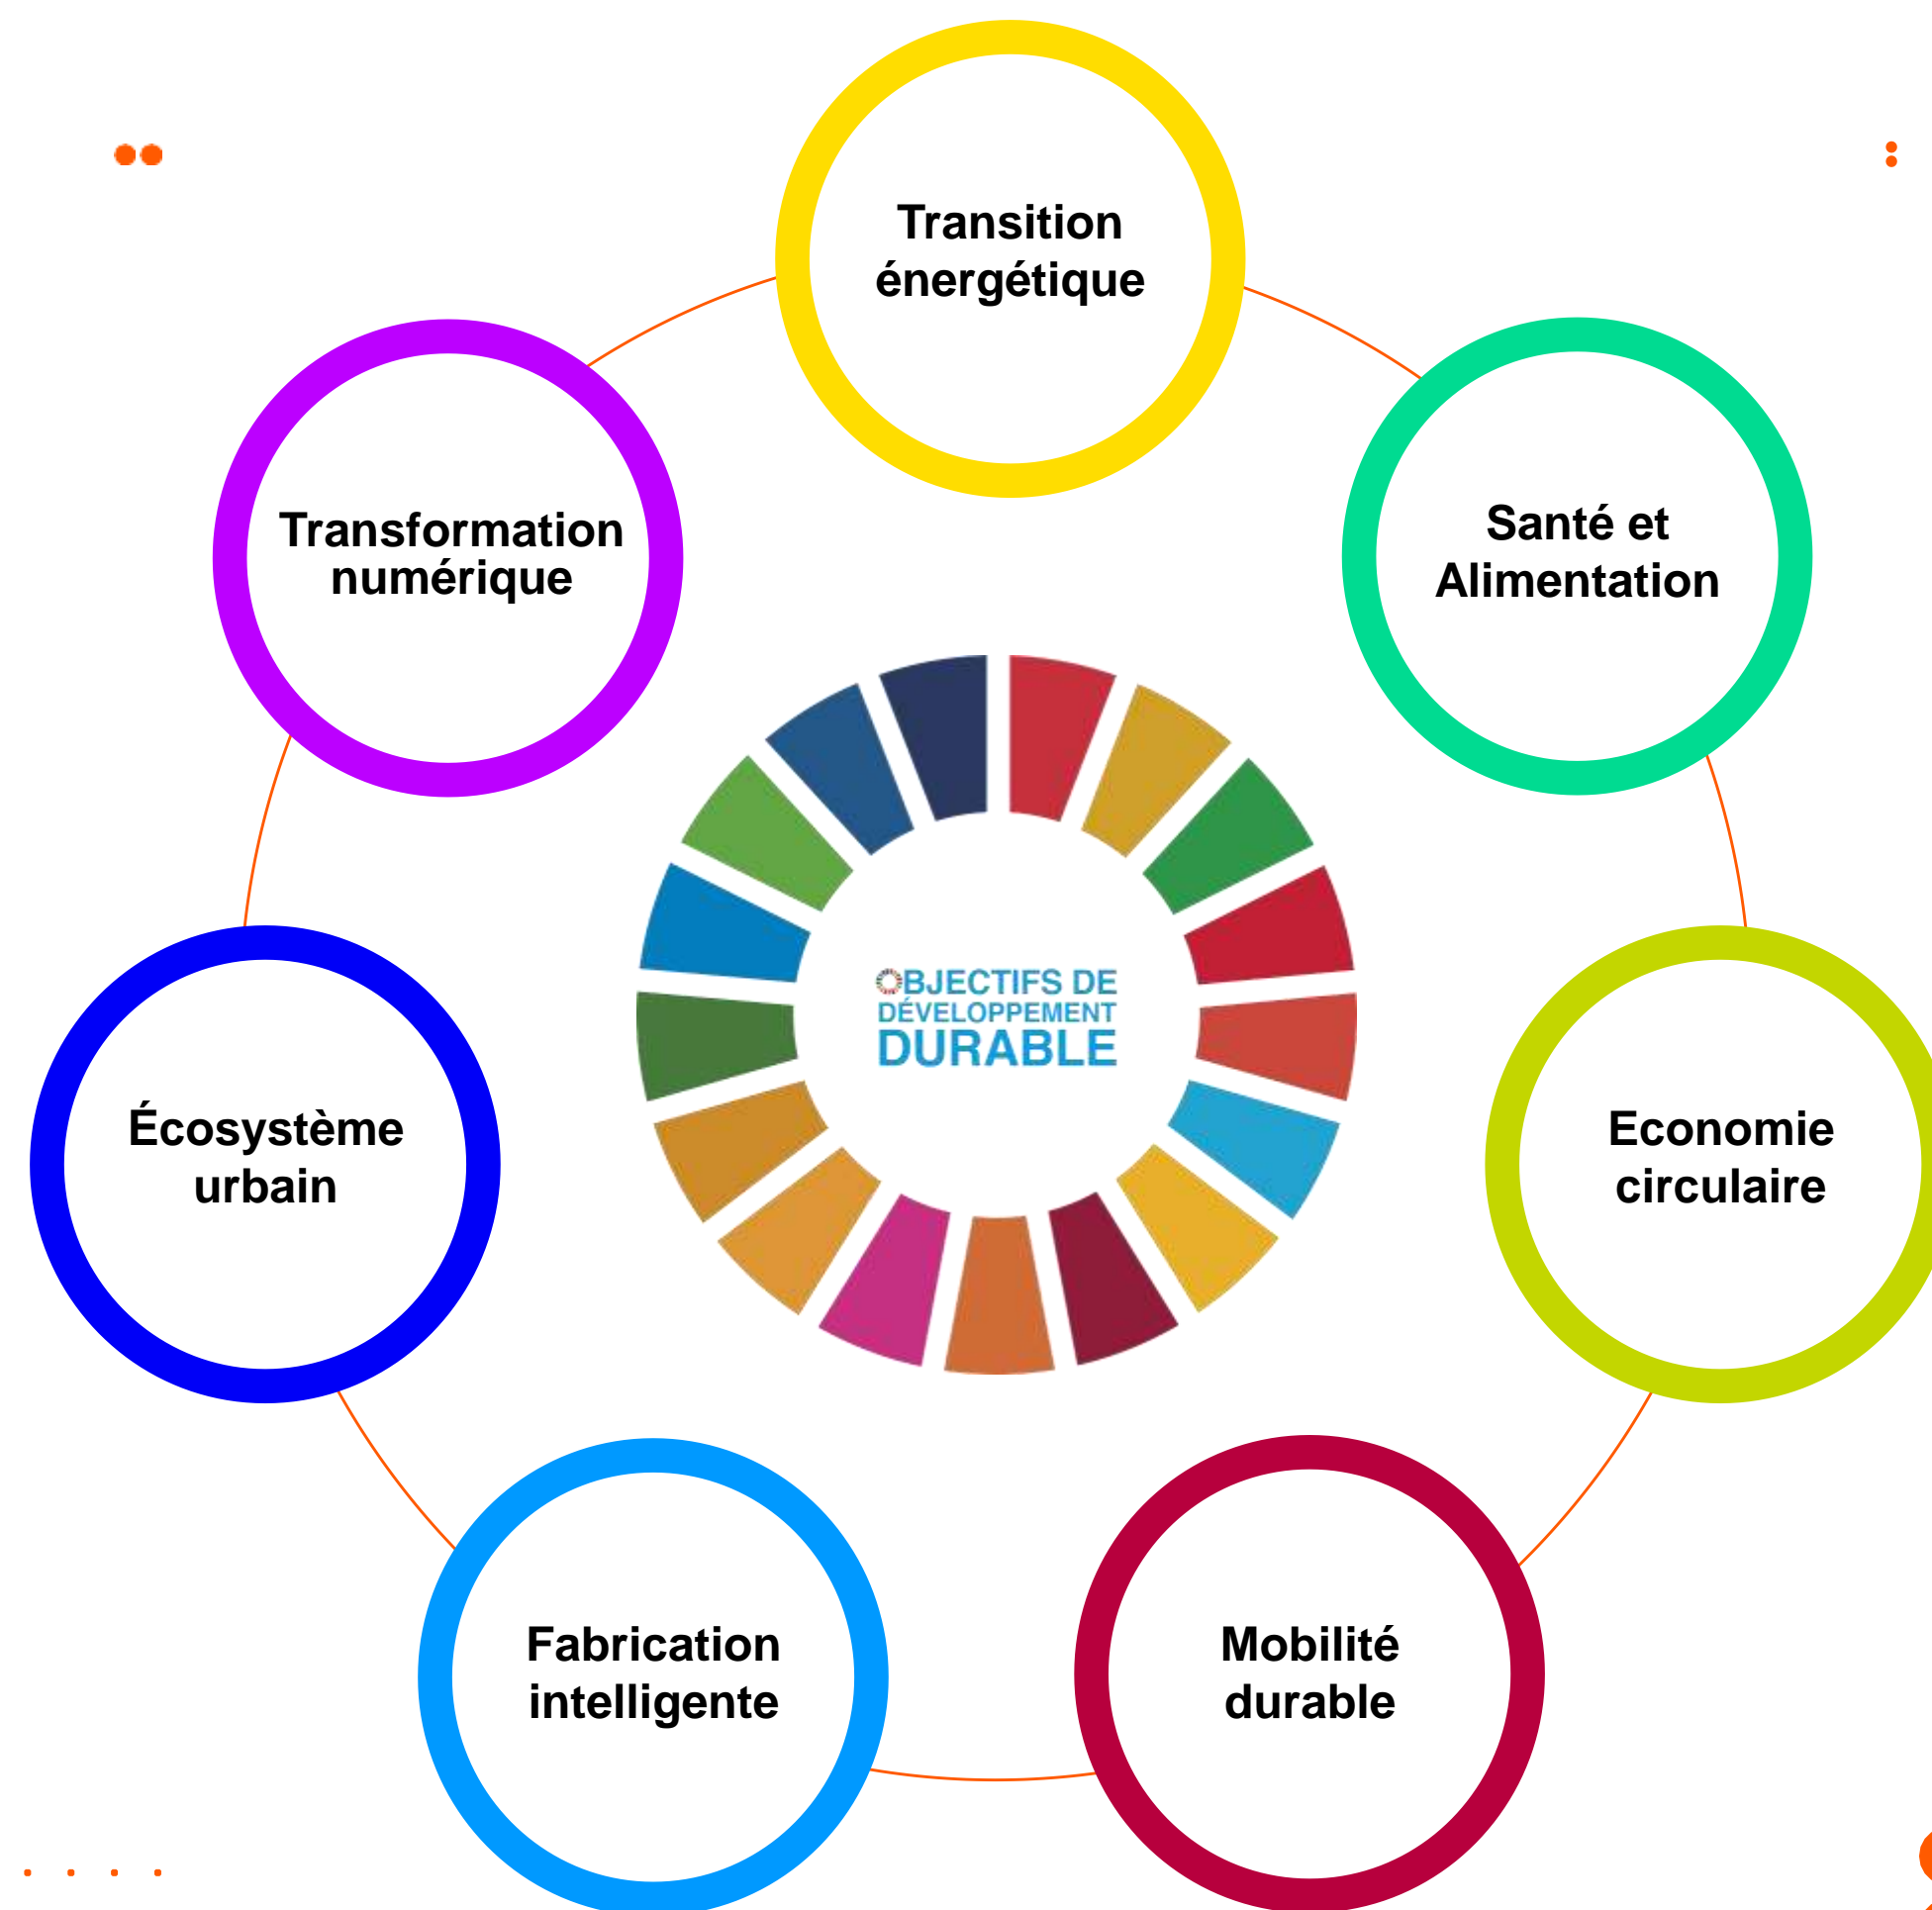 Transition
énergétique
Transformation
numérique
Santé et
Alimentation
OBJECTIFS DE
DÉVELOPPEMENT
DURABLE
Écosystème
urbain
Economie
circulaire
Fabrication
intelligente
Mobilité
durable